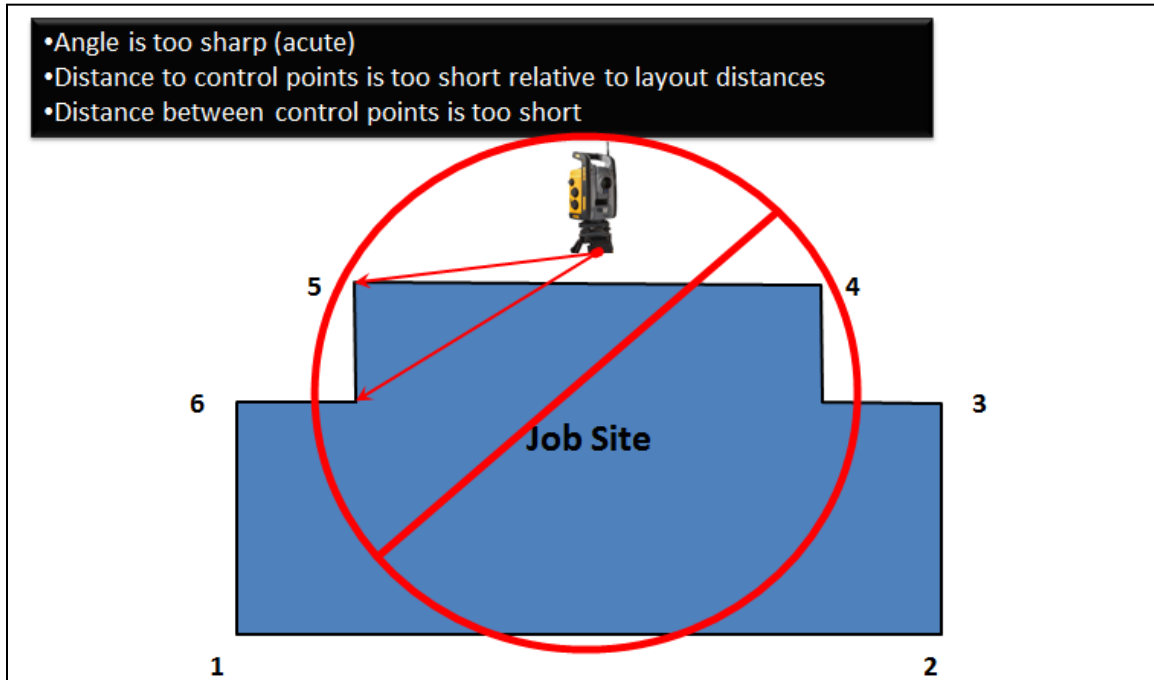 •Angle is too sharp (acute)
•Distance to control points is too short relative to layout distances
•Distance between control points is too short
5
4
6
3
Job Site
1
2